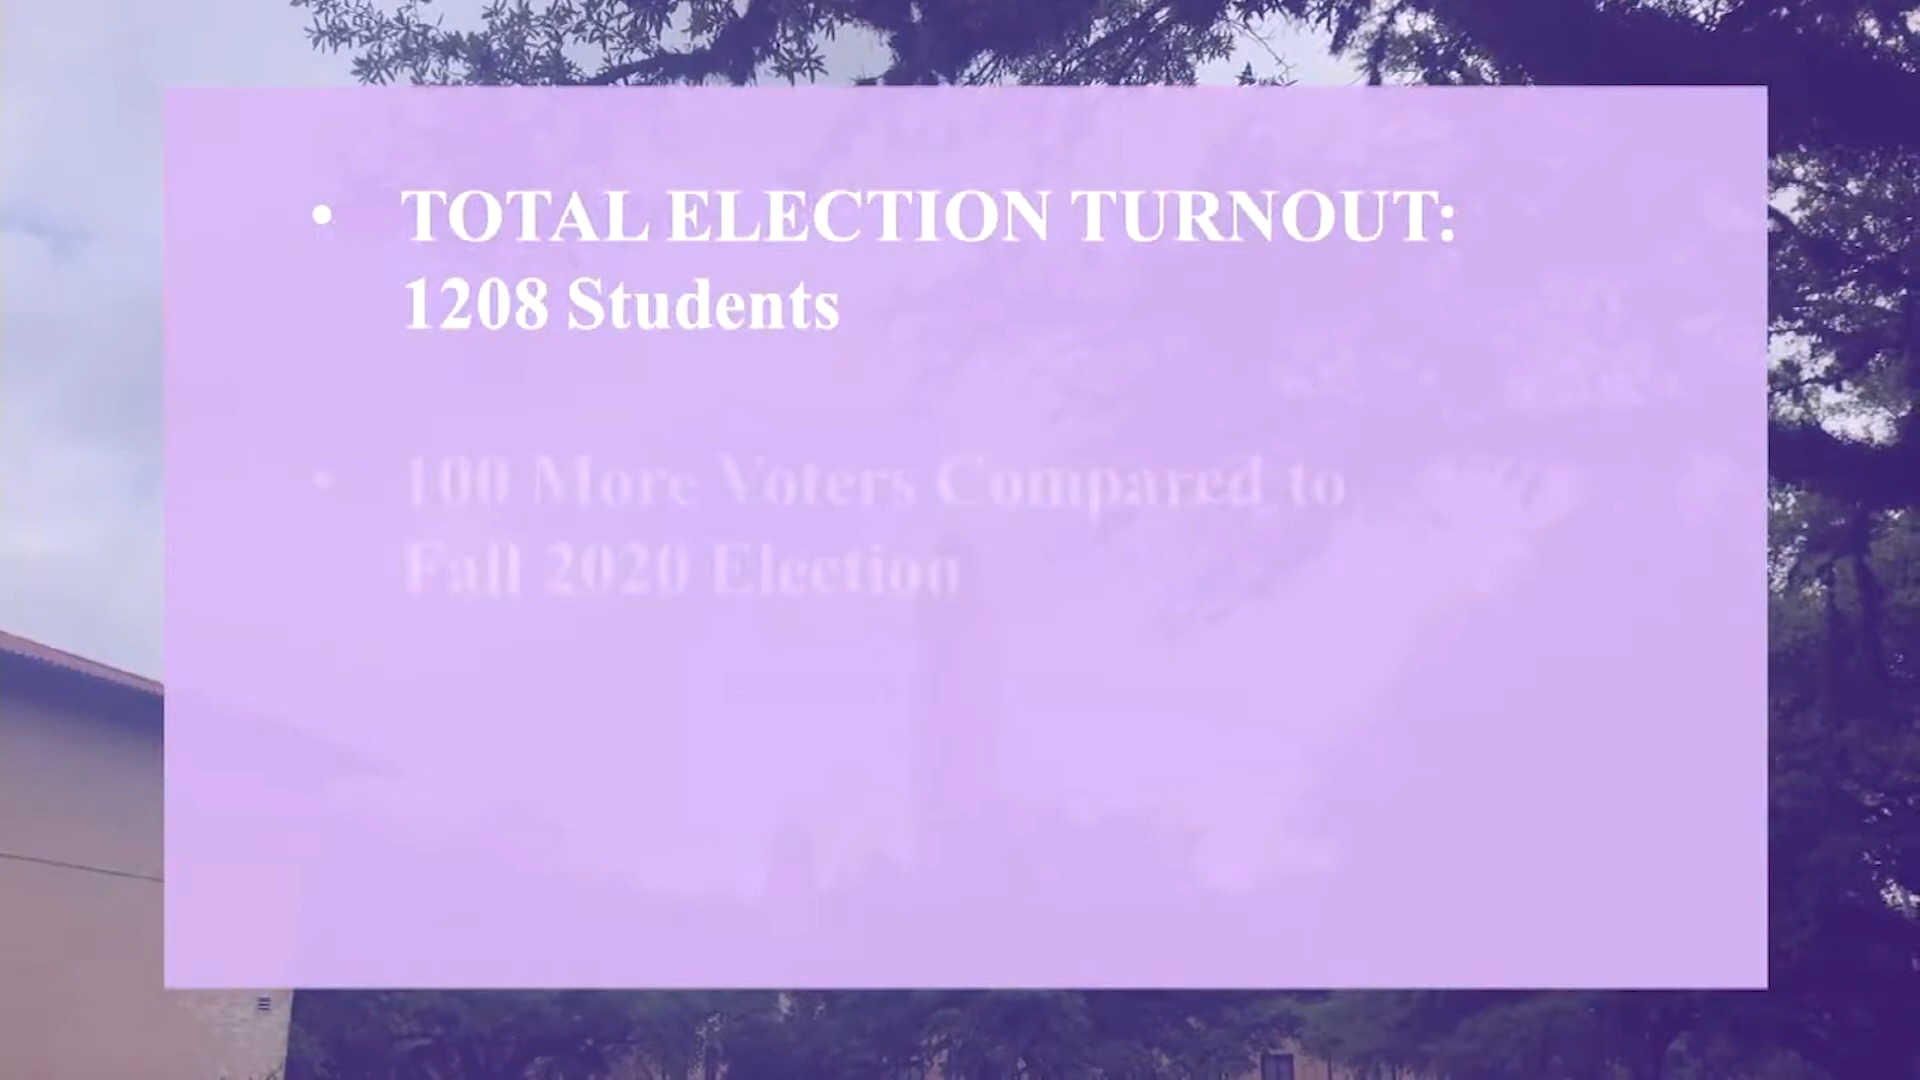 • TOTAL ELECTION TURNOUT:
1208 Students
• 100 More Voters Compared to
Fall 2020 Election